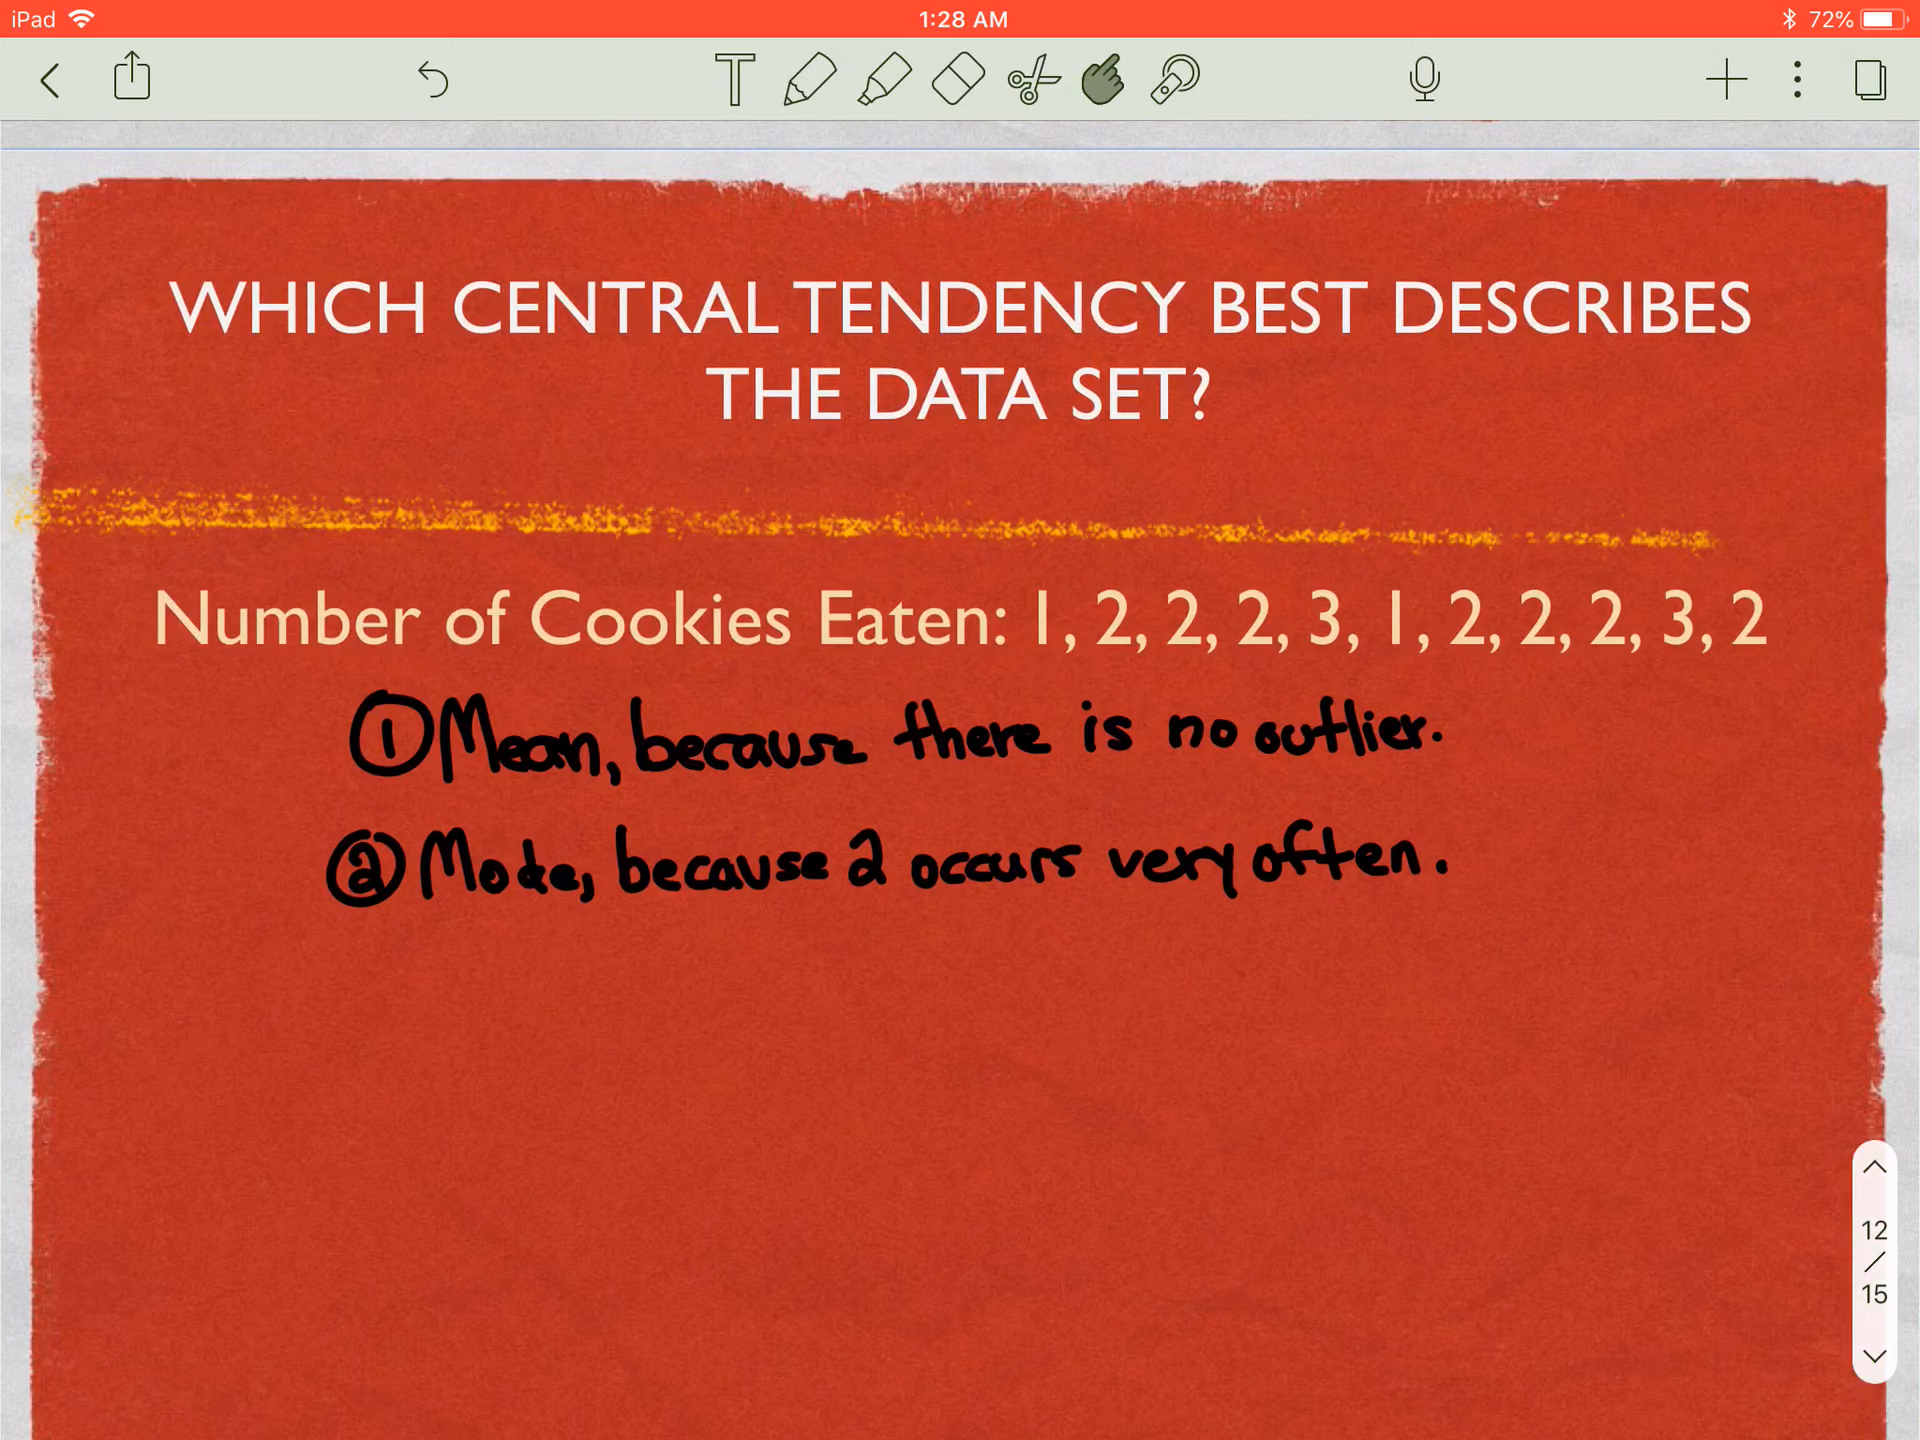 iPad 1:28 AM 72%
WHICH CENTRAL TENDENCY BEST DESCRIBES
THE DATA SET?
Number of Cookies Eaten: 1, 2, 2, 2, 3, 1, 2, 2, 2, 3, 2
① Mean, because there is no outlier.
② Mode, because 2 occurs very often.
12
/
15